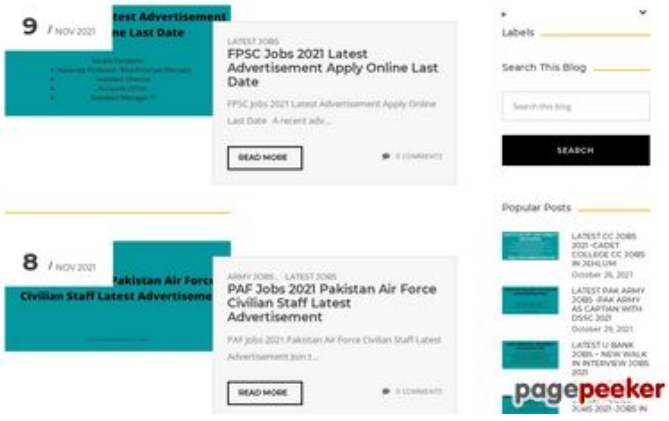 9 / NOV 2021
test Advertisement
ne Last Date
LATEST JOBS
FPSC Jobs 2021 Latest
Advertisement Apply Online Last
Date
FPSC Jobs 2021 Latest Advertisement Apply Online
Last Date A recent adv...
READ MORE
0 COMMENTS
8 / NOV 2021
Pakistan Air Force
Civilian Staff Latest Advertiseme
ARMY JOBS, LATEST JOBS
PAF Jobs 2021 Pakistan Air Force
Civilian Staff Latest
Advertisement
PAF Jobs 2021 Pakistan Air Force Civilian Staff Latest
Advertisement Join t...
READ MORE
0 COMMENTS
Labels
Search This Blog
Search this blog
SEARCH
Popular Posts
LATEST CC JOBS
2021 -CADET
COLLEGE CC JOBS
IN JEHLUM
October 26, 2021
LATEST PAK ARMY
JOBS -PAK ARMY
AS CAPTIAN WITH
DSSC 2021
October 29, 2021
LATEST U BANK
JOBS – NEW WALK
IN INTERVIEW JOBS
2021
JOBS 2021 -JOBS IN
pagepeeker